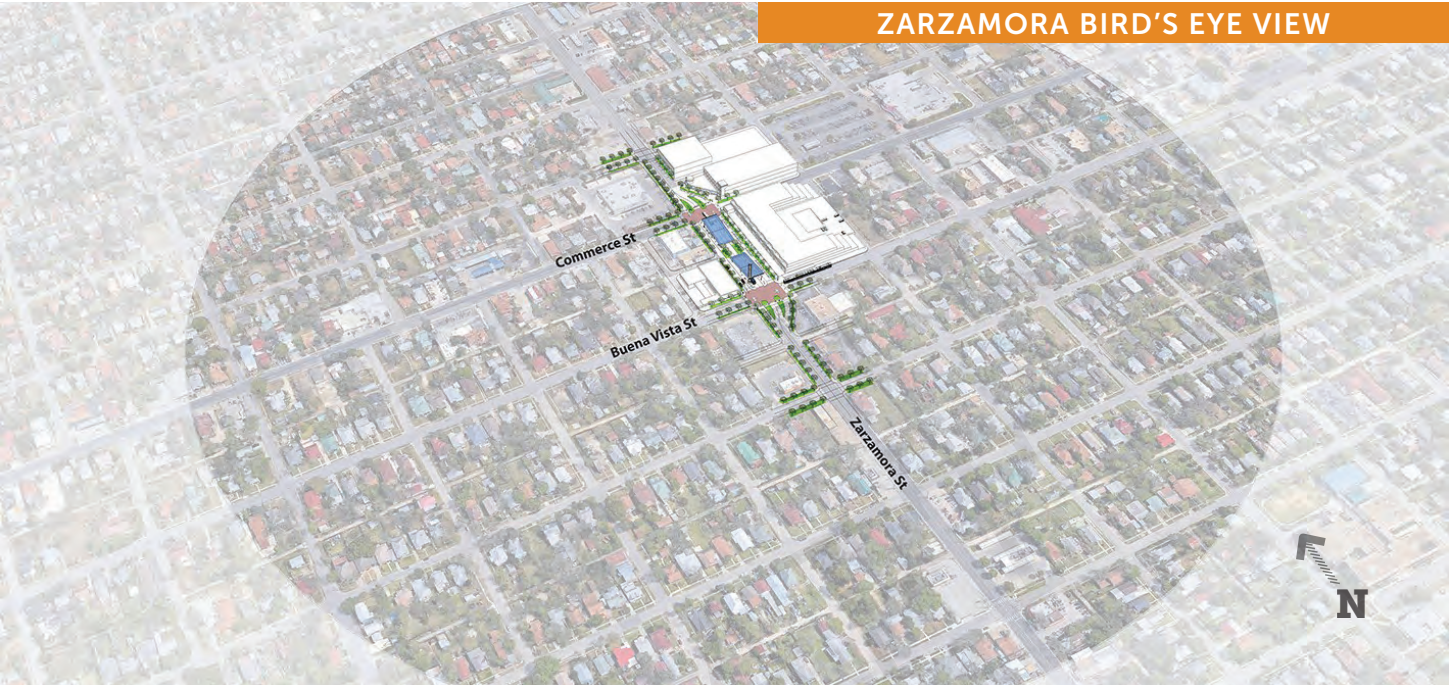 ZARZAMORA BIRD'S EYE VIEW
Commerce St
Buena Vista St
Zarzamora St
N